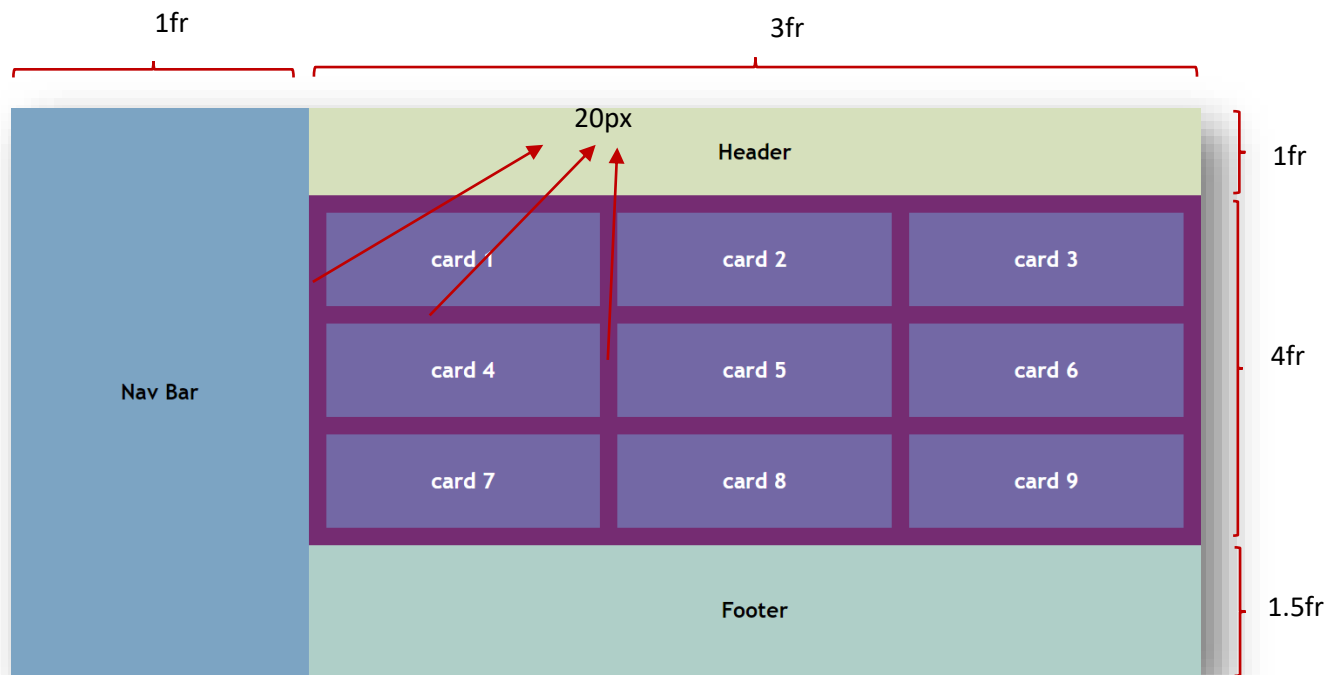 1fr
3fr
20px
Header
1fr
card 1
card 2
card 3
4fr
card 4
card 5
card 6
Nav Bar
card 7
card 8
card 9
Footer
1.5fr